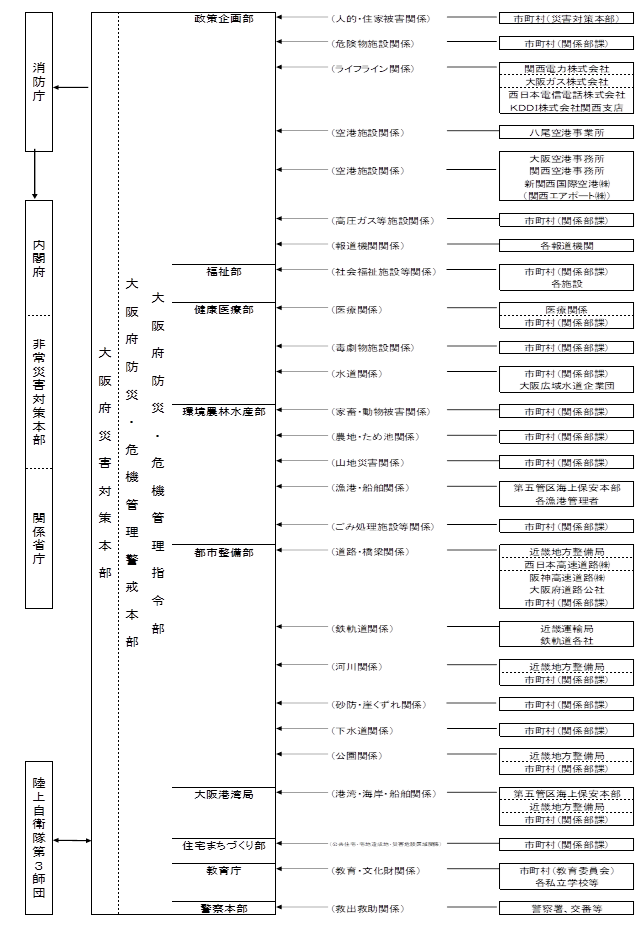 消防庁
内閣府
非常災害対策本部
関係省庁
陸上自衛隊第3師団
大阪府災害対策本部
大阪府防災・危機管理警戒本部
大阪府防災・危機管理指令部
政策企画部
（人的・住家被害関係）
市町村（災害対策本部）
（危険物施設関係）
市町村（関係部課）
（ライフライン関係）
関西電力株式会社
大阪ガス株式会社
西日本電信電話株式会社
KDDI株式会社関西支店
（空港施設関係）
八尾空港事業所
（空港施設関係）
大阪空港事務所
関西空港事務所
新関西国際空港㈱
（関西エアポート㈱）
（高圧ガス等施設関係）
市町村（関係部課）
（報道機関関係）
各報道機関
福祉部
（社会福祉施設等関係）
市町村（関係部課）
各施設
健康医療部
（医療関係）
医療関係
市町村（関係部課）
（毒劇物施設関係）
市町村（関係部課）
（水道関係）
市町村（関係部課）
大阪広域水道企業団
環境農林水産部
（家畜・動物被害関係）
市町村（関係部課）
（農地・ため池関係）
市町村（関係部課）
（山地災害関係）
市町村（関係部課）
（漁港・船舶関係）
第五管区海上保安本部
各漁港管理者
（ごみ処理施設等関係）
市町村（関係部課）
都市整備部
（道路・橋梁関係）
近畿地方整備局
西日本高速道路㈱
阪神高速道路㈱
大阪府道路公社
市町村（関係部課）
（鉄軌道関係）
近畿運輸局
鉄軌道各社
（河川関係）
近畿地方整備局
市町村（関係部課）
（砂防・崖くずれ関係）
市町村（関係部課）
（下水道関係）
市町村（関係部課）
（公園関係）
近畿地方整備局
市町村（関係部課）
大阪港湾局
（港湾・海岸・船舶関係）
第五管区海上保安本部
近畿地方整備局
市町村（関係部課）
住宅まちづくり部
市町村（関係部課）
教育庁
（教育・文化財関係）
市町村（教育委員会）
各私立学校等
警察本部
（救出救助関係）
警察署、交番等